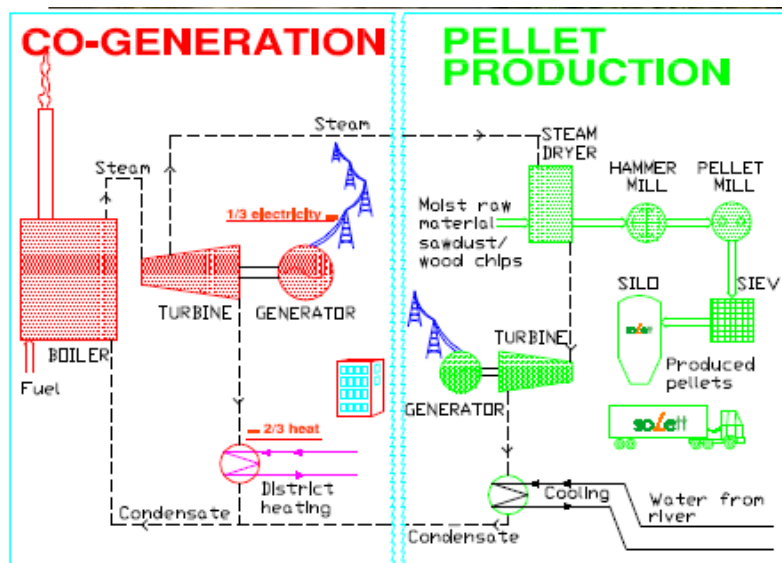 CO-GENERATION
PELLET
PRODUCTION
Steam
STEAM
DRYER
Steam
HAMMER
MILL
PELLET
MILL
1/3 electricity
Moist raw
material
sawdust/
wood chips
SILO
SIEV
solett
TURBINE
GENERATOR
TURBINE
BOILER
Produced
pellets
Fuel
GENERATOR
solett
2/3 heat
District
heating
Cooling
Water from
river
Condensate
Condensate